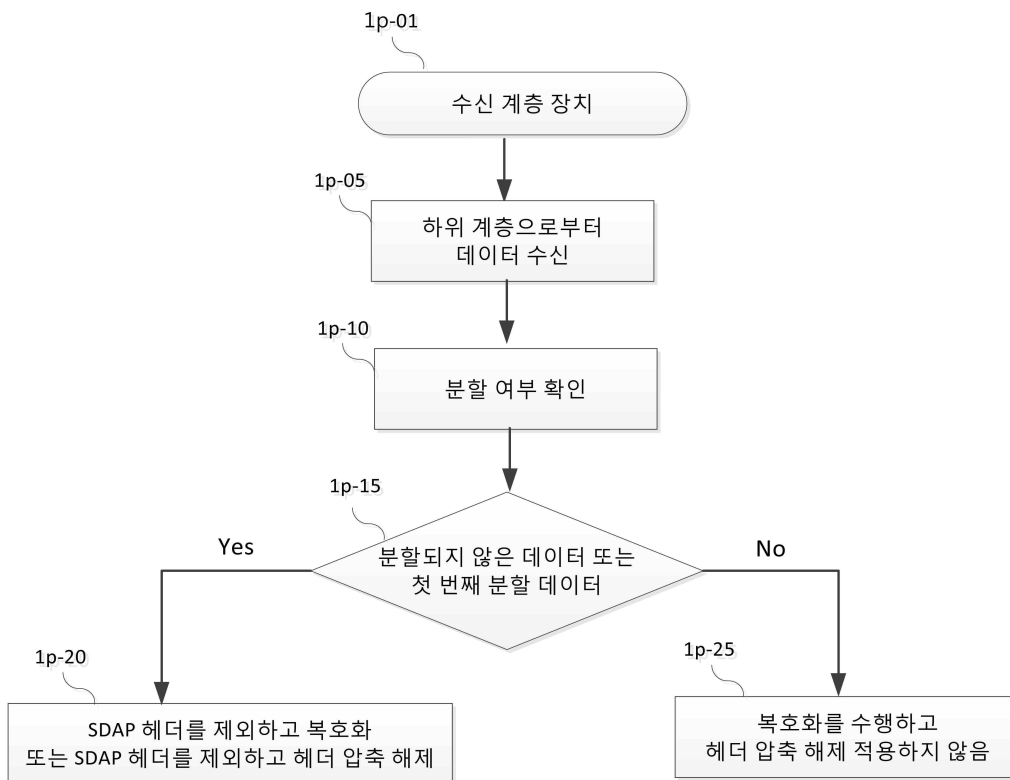 1p-01
수신 계층 장치
1p-05
하위 계층으로부터
데이터 수신
1p-10
분할 여부 확인
1p-15
분할되지 않은 데이터 또는
첫 번째 분할 데이터
Yes
No
1p-20
SDAP 헤더를 제외하고 복호화
또는 SDAP 헤더를 제외하고 헤더 압축 해제
1p-25
복호화를 수행하고
헤더 압축 해제 적용하지 않음